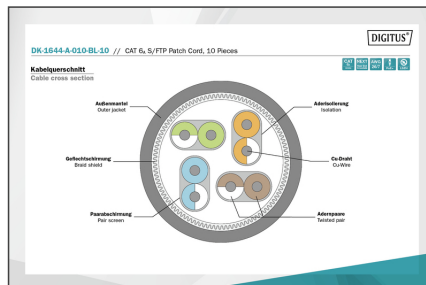 DIGITUS®
DK-1644-A-010-BL-10 // CAT 6A S/FTP Patch Cord, 10 Pieces
Kabelquerschnitt
Cable cross section
Außenmantel
Outer jacket
Aderisolierung
Isolation
Geflechtschirmung
Braid shield
Cu-Draht
Cu-Wire
Paarabschirmung
Pair screen
Adernpaare
Twisted pair